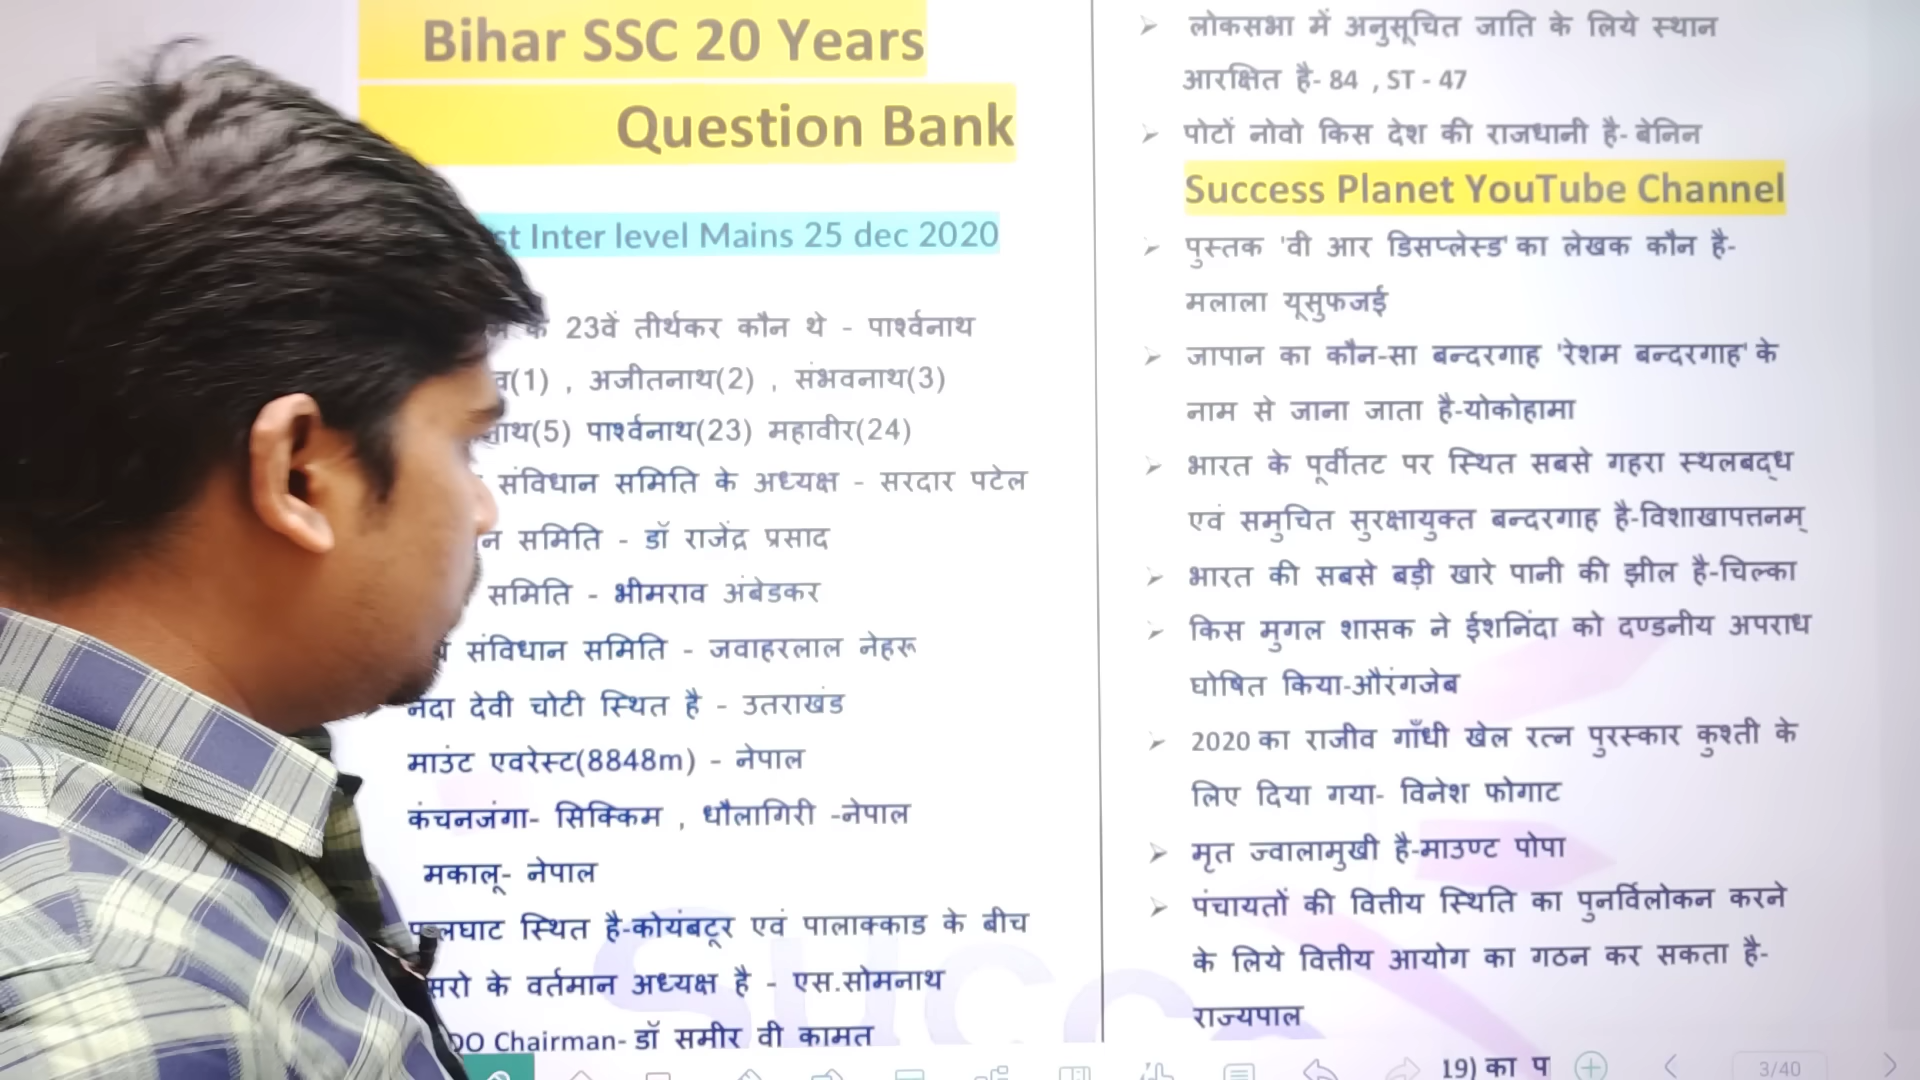 Bihar SSC 20 Years
Question Bank
Inter level Mains 25 dec 2020
के 23वें तीर्थकर कौन थे - पार्श्वनाथ
(1) , अजीतनाथ(2) , संभवनाथ(3)
(5) पार्श्वनाथ(23) महावीर(24)
संविधान समिति के अध्यक्ष - सरदार पटेल
समिति - डॉ राजेंद्र प्रसाद
समिति - भीमराव अंबेडकर
संविधान समिति - जवाहरलाल नेहरू
नंदा देवी चोटी स्थित है - उतराखंड
माउंट एवरेस्ट(8848m) - नेपाल
कंचनजंगा- सिक्किम , धौलागिरी -नेपाल
मकालू- नेपाल
पालघाट स्थित है-कोयंबटूर एवं पालाक्काड के बीच
के वर्तमान अध्यक्ष है - एस.सोमनाथ
Chairman- डॉ समीर वी कामत
लोकसभा में अनुसूचित जाति के लिये स्थान
आरक्षित है- 84 , ST - 47
पोर्टो नोवो किस देश की राजधानी है- बेनिन
Success Planet YouTube Channel
पुस्तक 'वी आर डिसप्लेस्ड' का लेखक कौन है-
मलाला यूसुफजई
जापान का कौन-सा बन्दरगाह 'रेशम बन्दरगाह' के
नाम से जाना जाता है-योकोहामा
भारत के पूर्वीतट पर स्थित सबसे गहरा स्थलबद्ध
एवं समुचित सुरक्षायुक्त बन्दरगाह है-विशाखापत्तनम्
भारत की सबसे बड़ी खारे पानी की झील है-चिल्का
किस मुगल शासक ने ईशनिंदा को दण्डनीय अपराध
घोषित किया-औरंगजेब
2020 का राजीव गाँधी खेल रत्न पुरस्कार कुश्ती के
लिए दिया गया- विनेश फोगाट
मृत ज्वालामुखी है-माउण्ट पोपा
पंचायतों की वित्तीय स्थिति का पुनर्विलोकन करने
के लिये वित्तीय आयोग का गठन कर सकता है-
राज्यपाल
19) का प
3/40